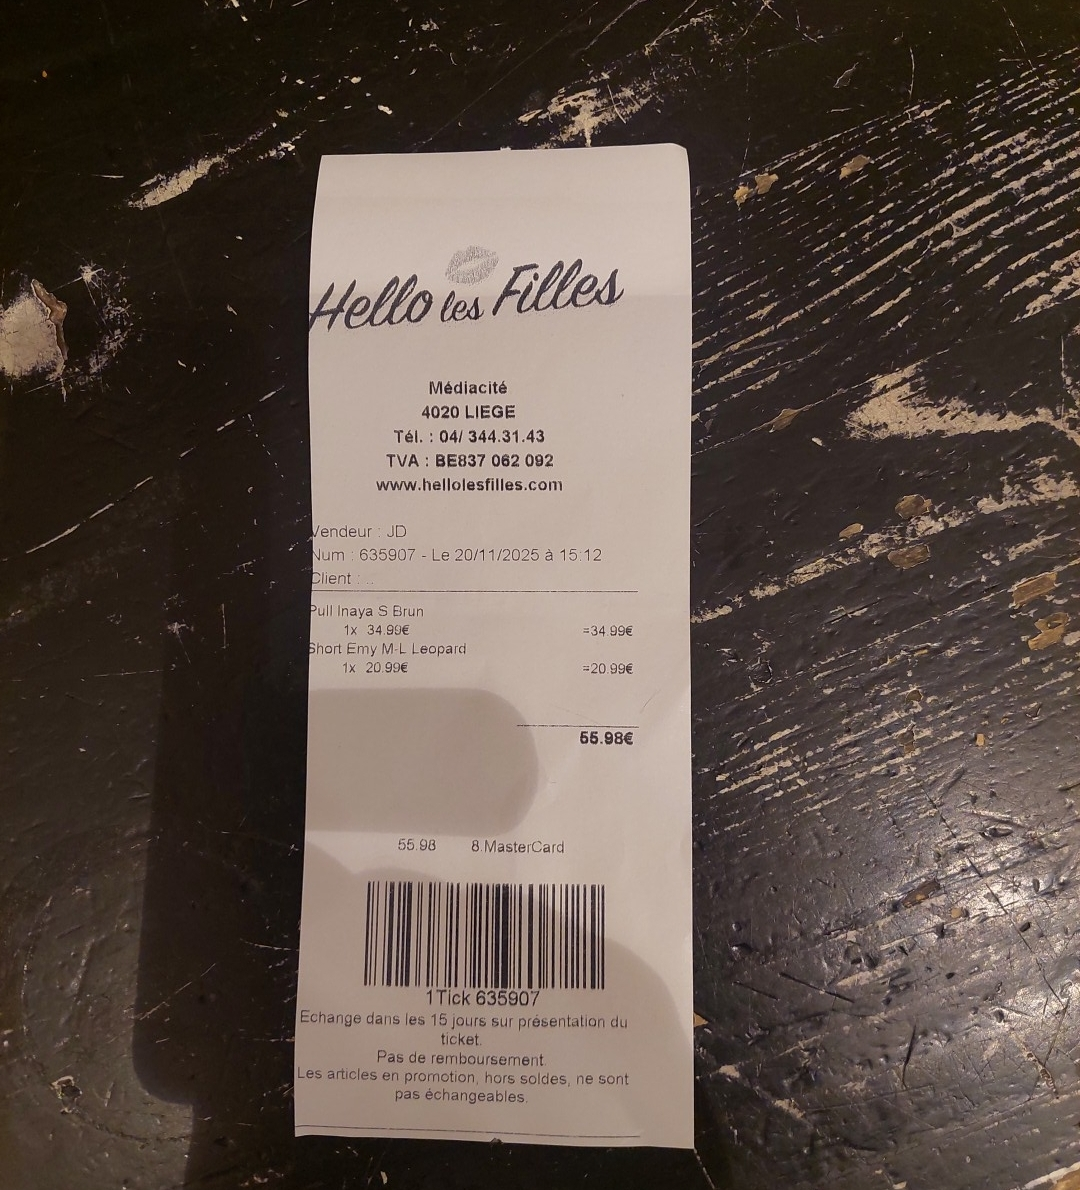 Hello les Filles
Médiacité
4020 LIEGE
Tél. : 04/ 344.31.43
TVA : BE837 062 092
www.hellolesfilles.com
Vendeur : JD
Num : 635907 - Le 20/11/2025 à 15:12
Client : ..
Pull Inaya S Brun
1x 34.99€ =34.99€
Short Emy M-L Leopard
1x 20.99€ =20.99€
55.98€
55.98 8.MasterCard
1Tick 635907
Echange dans les 15 jours sur présentation du
ticket.
Pas de remboursement.
Les articles en promotion, hors soldes, ne sont
pas échangeables.